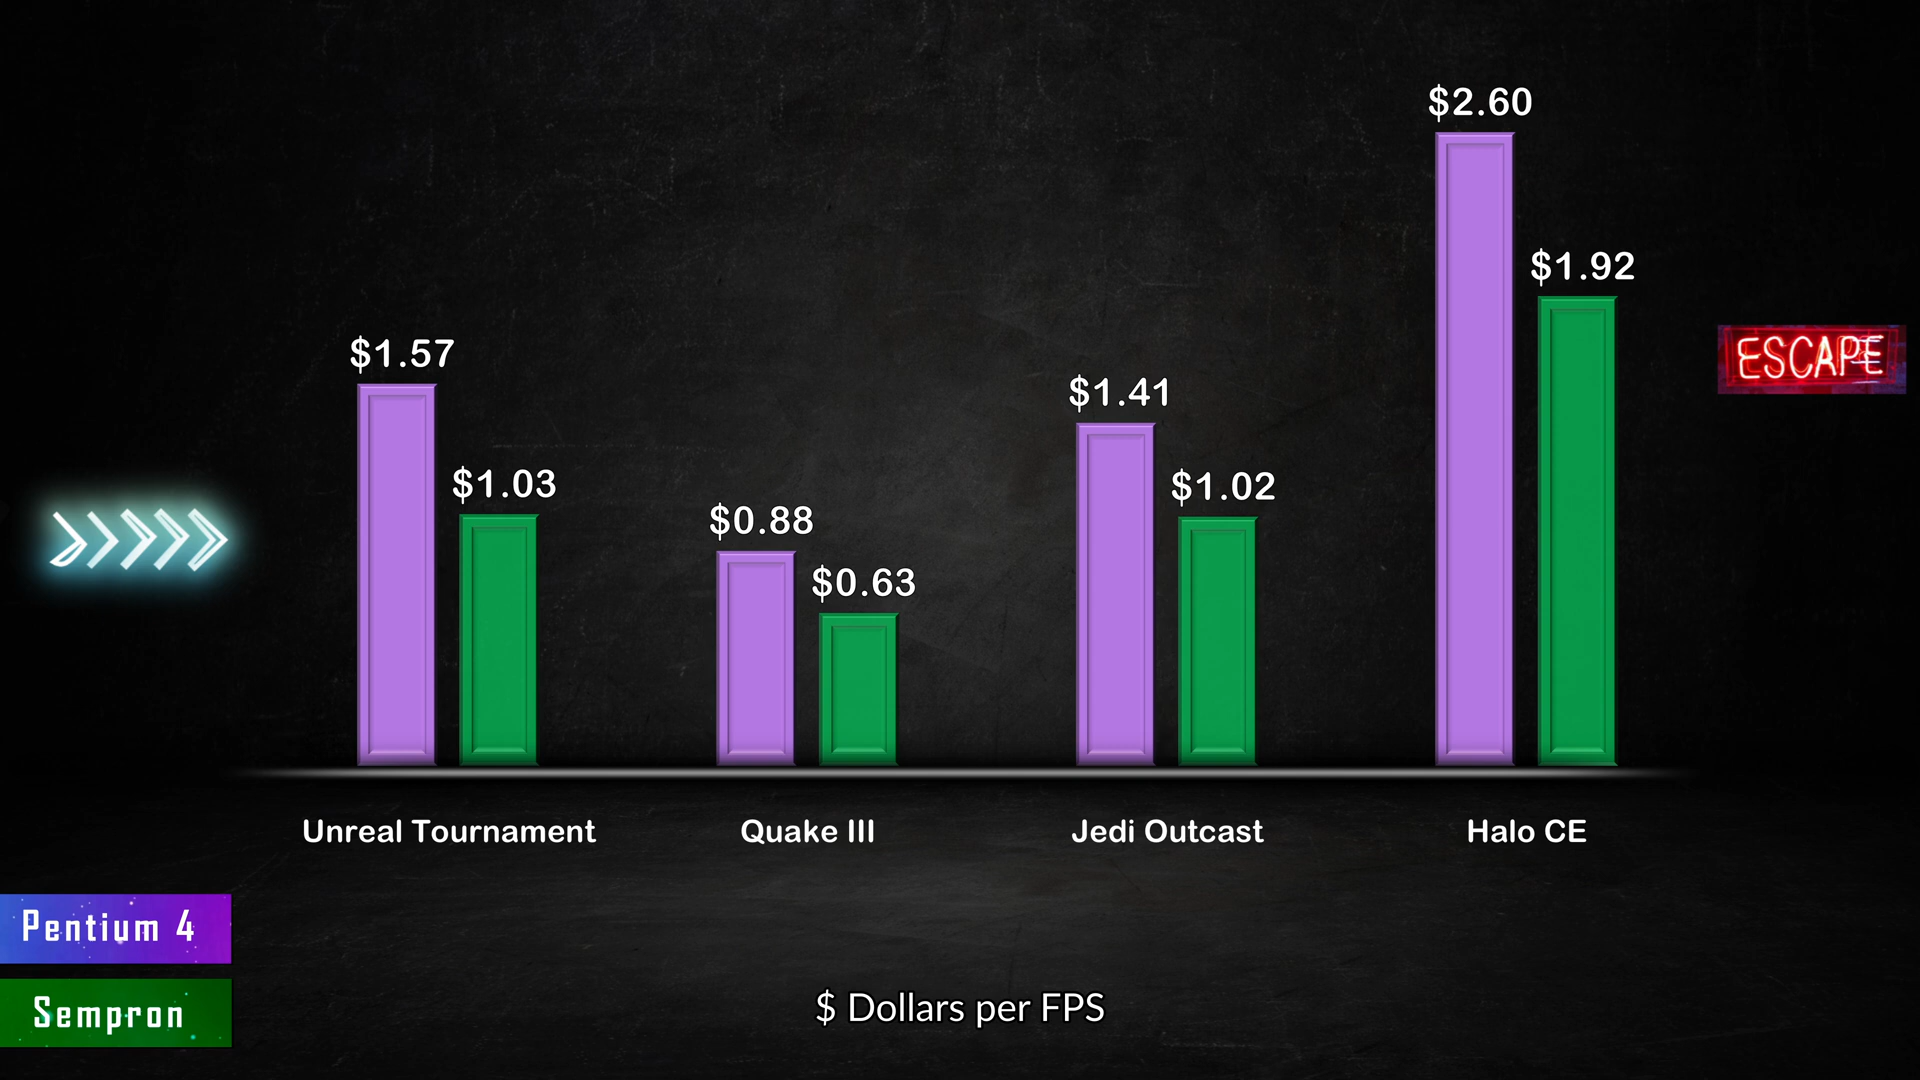 $2.60
$1.92
$1.57
$1.41
$1.03
$1.02
$0.88
$0.63
ESCAPE
Unreal Tournament
Quake III
Jedi Outcast
Halo CE
Pentium 4
Sempron
$ Dollars per FPS